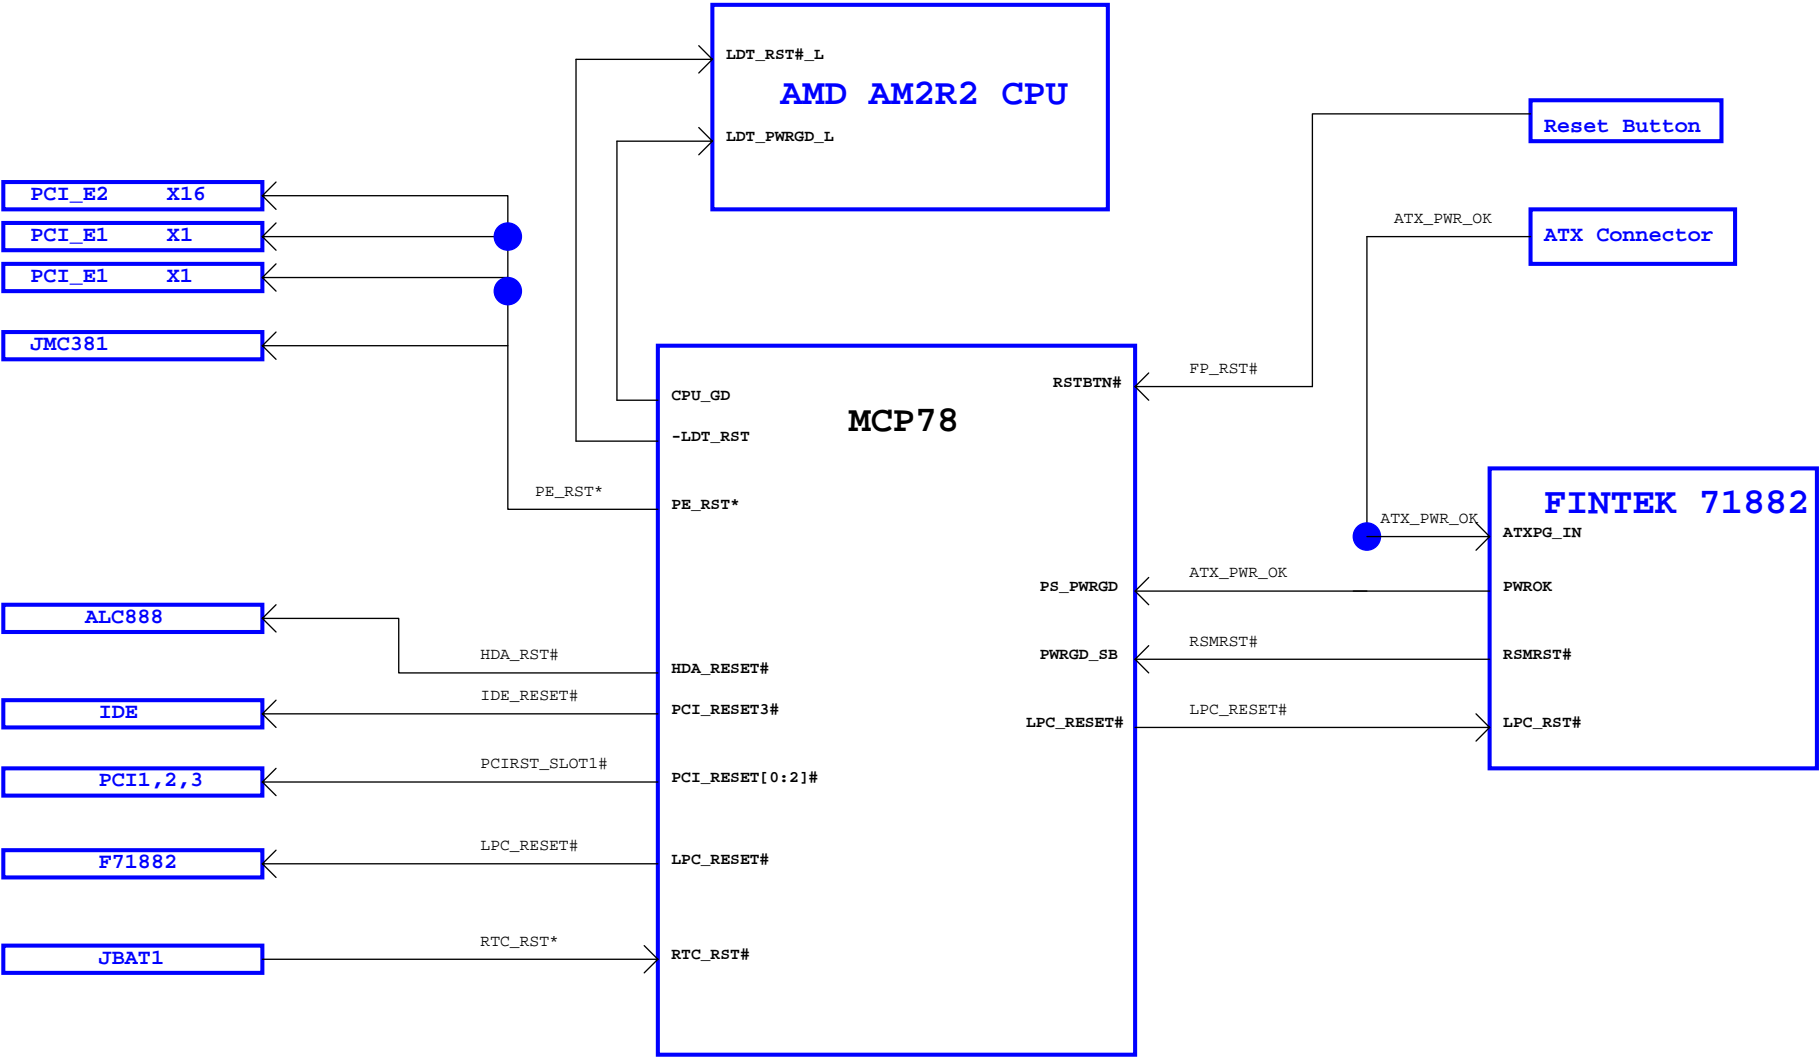 LDT_RST#_L
AMD AM2R2 CPU
LDT_PWRGD_L
Reset Button
ATX_PWR_OK
ATX Connector
PCI_E2 X16
PCI_E1 X1
PCI_E1 X1
JMC381
FP_RST#
RSTBTN#
CPU_GD
MCP78
-LDT_RST
PE_RST*
PE_RST*
FINTEK 71882
ATX_PWR_OK
ATXPG_IN
ATX_PWR_OK
PS_PWRGD
PWROK
ALC888
HDA_RST#
HDA_RESET#
RSMRST#
PWRGD_SB
RSMRST#
IDE_RESET#
IDE
PCI_RESET3#
LPC_RESET#
LPC_RESET#
LPC_RST#
PCIRST_SLOT1#
PCI1,2,3
PCI_RESET[0:2]#
LPC_RESET#
F71882
LPC_RESET#
RTC_RST*
JBAT1
RTC_RST#